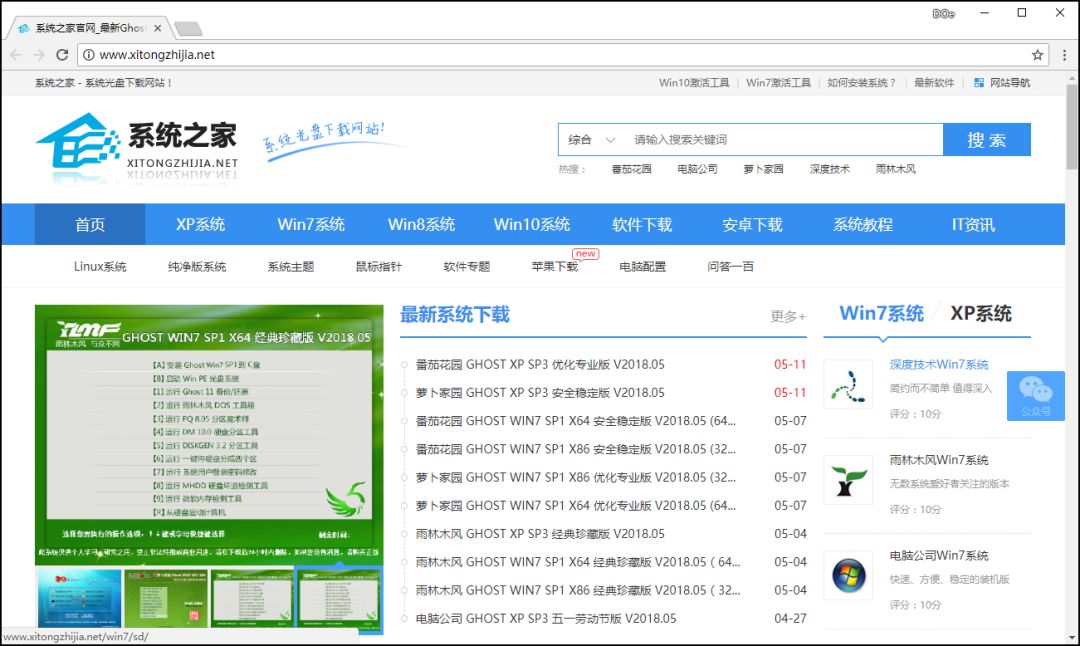 系统之家官网_最新Ghost
DOe
www.xitongzhijia.net
系统之家 - 系统光盘下载网站！
Win10激活工具 | Win7激活工具 | 如何安装系统？ | 最新软件 | 网站导航
系统之家
XITONGZHIJIA.NET
系统光盘下载网站!
综合 请输入搜索关键词 搜 索
热搜： 番茄花园 电脑公司 萝卜家园 深度技术 雨林木风
首页 XP系统 Win7系统 Win8系统 Win10系统 软件下载 安卓下载 系统教程 IT资讯
new
Linux系统 纯净版系统 系统主题 鼠标指针 软件专题 苹果下载 电脑配置 问答一百
YLMF
雨林木风 与众不同
GHOST WIN7 SP1 X64 经典珍藏版 V2018.05
【A】安装 Ghost Win7 SP1 到 C盘
【B】启动 Win PE 光盘系统
【1】运行 Ghost 11 备份/还原
【2】运行 雨林木风 DOS 工具箱
【3】运行 PQ 8.05 分区魔术师
【4】运行 DM 10.0 硬盘分区工具
【5】运行 DISKGEN 3.2 分区工具
【6】运行 一键将硬盘分成四个区
【7】运行 系统用户登录密码修改
【8】运行 MHDD 硬盘坏道检测工具
【9】运行 微软内存检测工具
【R】从硬盘启动计算机
选择您要执行的操作选项，↑↓键或字母快捷键选择 剩余时间：
最新系统下载 更多+
番茄花园 GHOST XP SP3 优化专业版 V2018.05 05-11
萝卜家园 GHOST XP SP3 安全稳定版 V2018.05 05-11
番茄花园 GHOST WIN7 SP1 X64 安全稳定版 V2018.05 (64... 05-07
番茄花园 GHOST WIN7 SP1 X86 安全稳定版 V2018.05 (32... 05-07
萝卜家园 GHOST WIN7 SP1 X86 优化专业版 V2018.05 (32... 05-07
萝卜家园 GHOST WIN7 SP1 X64 优化专业版 V2018.05 (64... 05-07
雨林木风 GHOST XP SP3 经典珍藏版 V2018.05 05-04
雨林木风 GHOST WIN7 SP1 X64 经典珍藏版 V2018.05 ( 64... 05-04
雨林木风 GHOST WIN7 SP1 X86 经典珍藏版 V2018.05 ( 32... 05-04
电脑公司 GHOST XP SP3 五一劳动节版 V2018.05 04-27
Win7系统 XP系统
深度技术Win7系统
简约而不简单 值得深入
评分：10分
公众号
雨林木风Win7系统
无数系统爱好者关注的版本
评分：10分
电脑公司Win7系统
快速、方便、稳定的装机版
评分：10分
www.xitongzhijia.net/win7/sd/